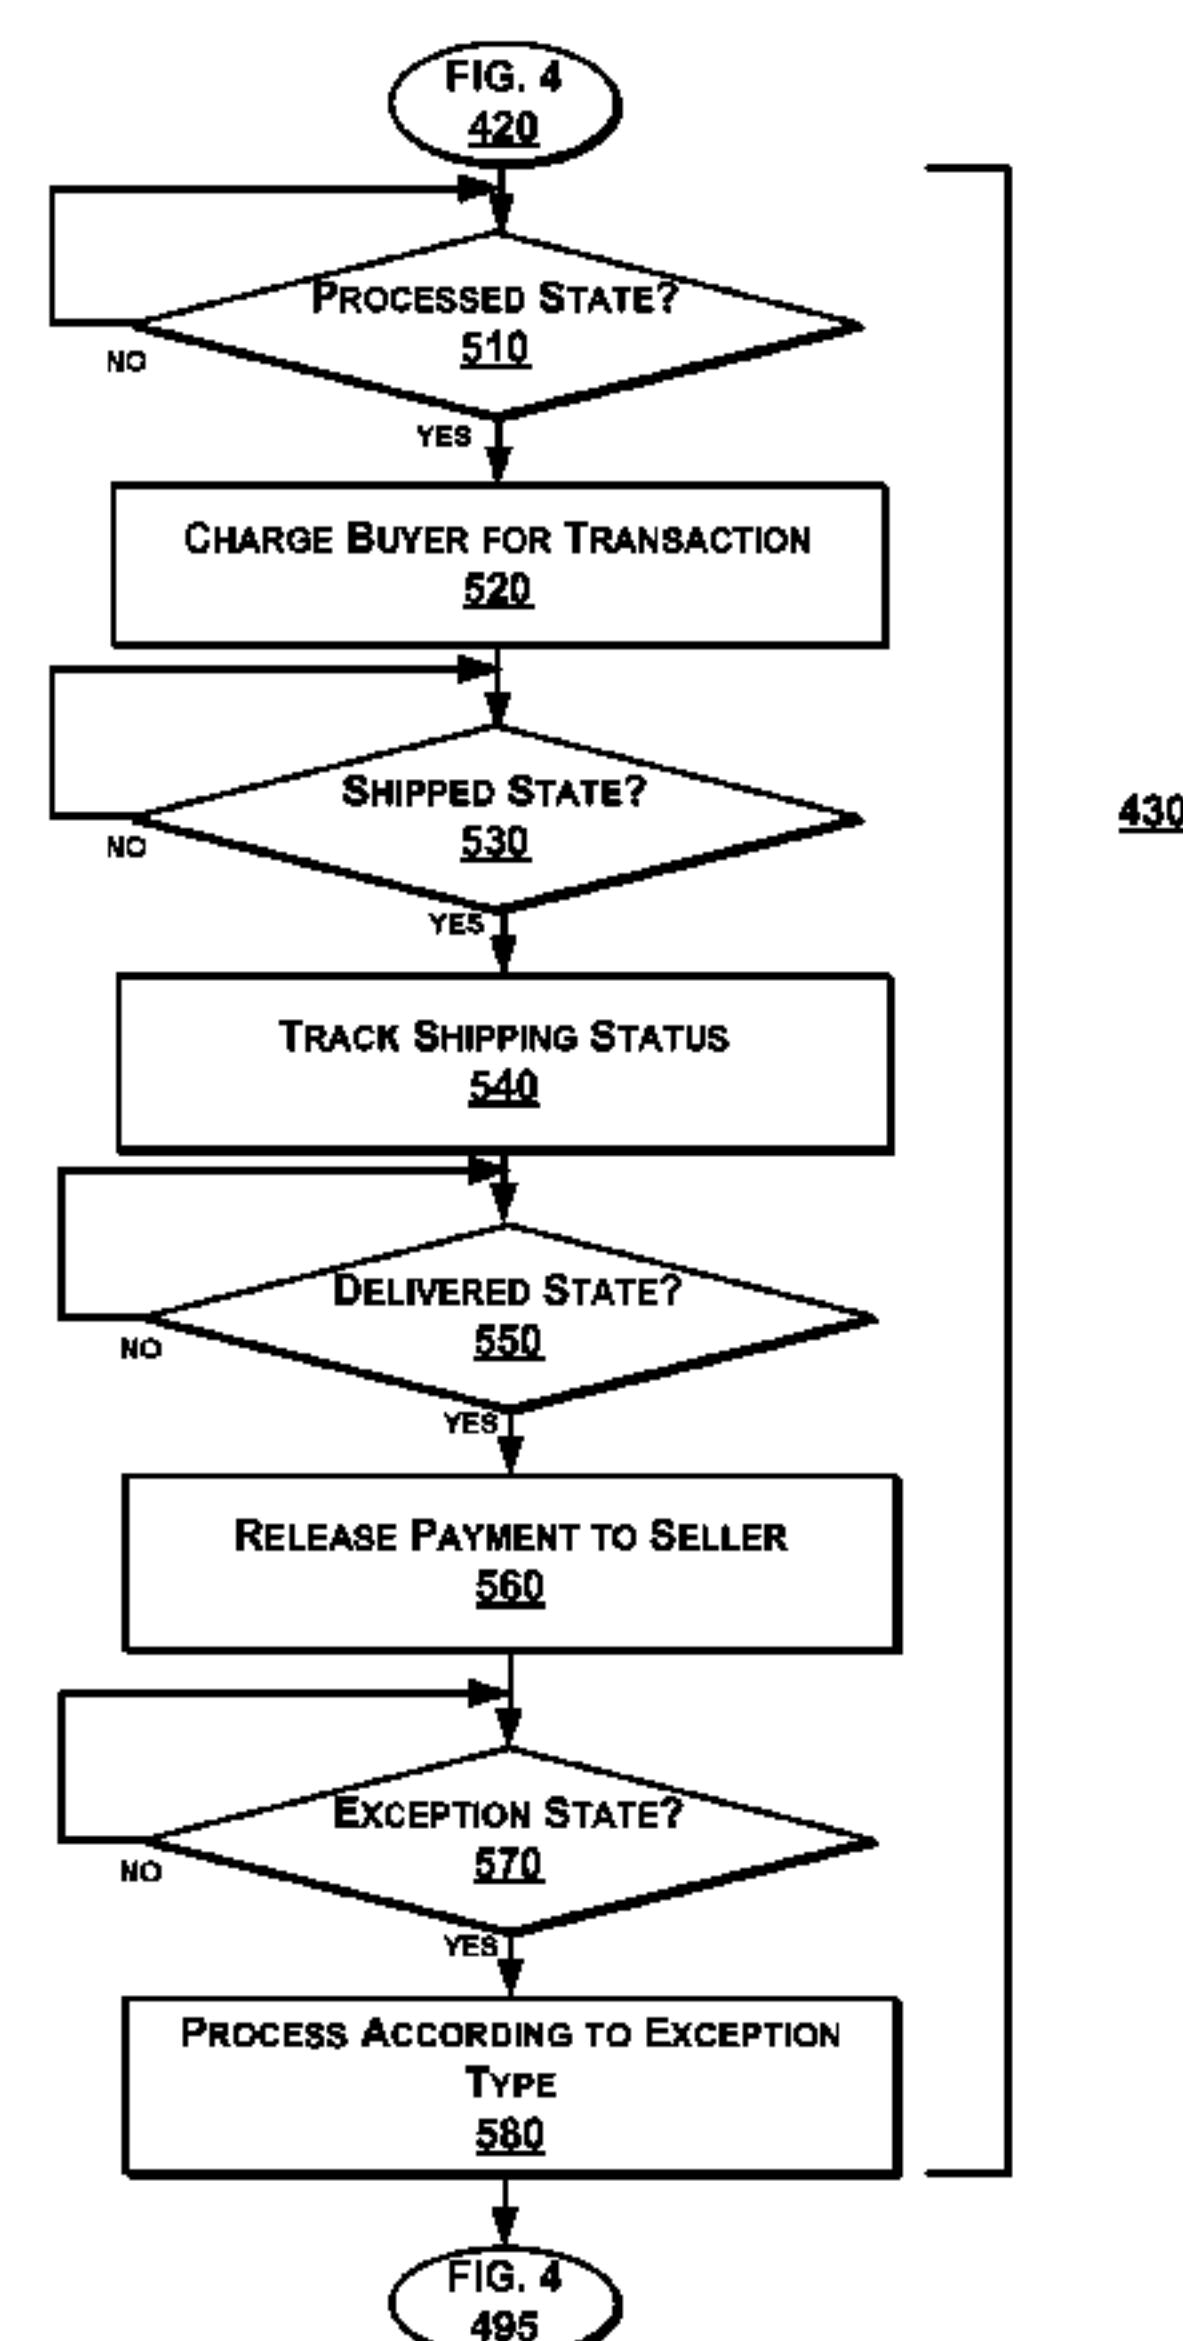 FIG. 4
420
PROCESSED STATE?
510
NO
YES
CHARGE BUYER FOR TRANSACTION
520
SHIPPED STATE?
530
430
NO
YES
TRACK SHIPPING STATUS
540
DELIVERED STATE?
550
NO
YES
RELEASE PAYMENT TO SELLER
560
EXCEPTION STATE?
570
NO
YES
PROCESS ACCORDING TO EXCEPTION
TYPE
580
FIG. 4
495